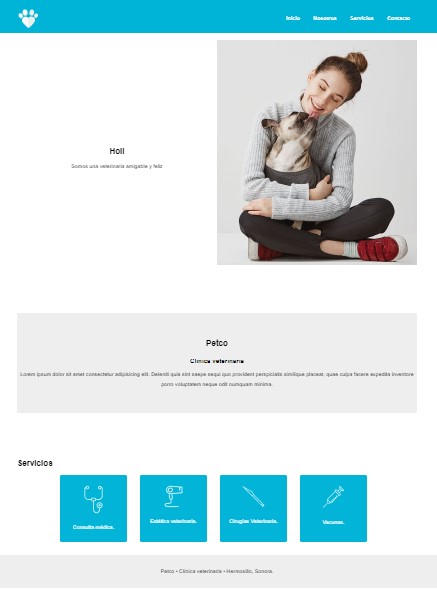 Inicio Nosotros Servicios Contacto
Holi
Somos una veterinaria amigable y feliz
Petco
Clínica veterinaria
Lorem ipsum dolor sit amet consectetur adipisicing elit. Deleniti quia sint saepe sequi quo provident perspiciatis similique placeat, quae culpa facere expedita inventore
porro voluptatem neque odit numquam minima.
Servicios
Consulta médica.
Estética veterinaria.
Cirugías Veterinaria.
Vacunas.
Petco • Clínica veterinaria • Hermosillo, Sonora.